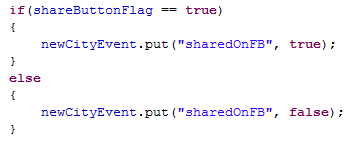 if(shareButtonFlag == true)
{
    newCityEvent.put("sharedOnFB", true);
}
else
{
    newCityEvent.put("sharedOnFB", false);
}